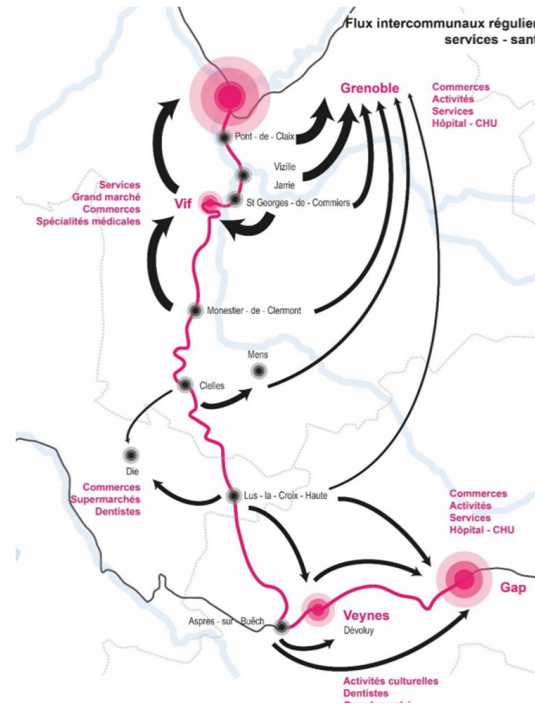 Flux intercommunaux régulier
services - sant
Grenoble
Commerces
Activités
Services
Hôpital - CHU
Pont - de - Claix
Vizille
Jarrie
St Georges - de - Commiers
Services
Grand marché
Commerces
Spécialités médicales
Vif
Monestier - de - Clermont
Mens
Clelles
Die
Commerces
Supermarchés
Dentistes
Lus - la - Croix - Haute
Commerces
Activités
Services
Hôpital - CHU
Gap
Veynes
Dévoluy
Aspres - sur - Buëch
Activités culturelles
Dentistes